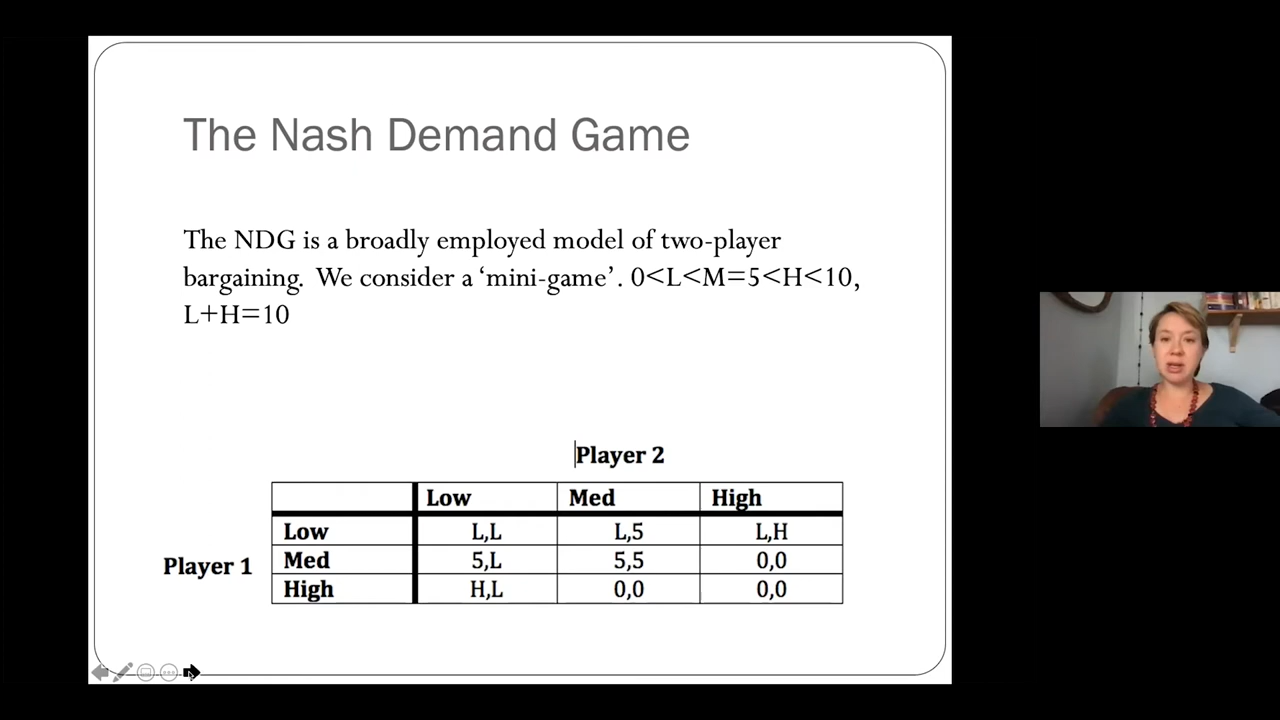 The Nash Demand Game
The NDG is a broadly employed model of two-player
bargaining. We consider a ‘mini-game’. 0<L<M=5<H<10,
L+H=10
Player 2
Low Med High
Low L,L L,5 L,H
Player 1
Med 5,L 5,5 0,0
High H,L 0,0 0,0